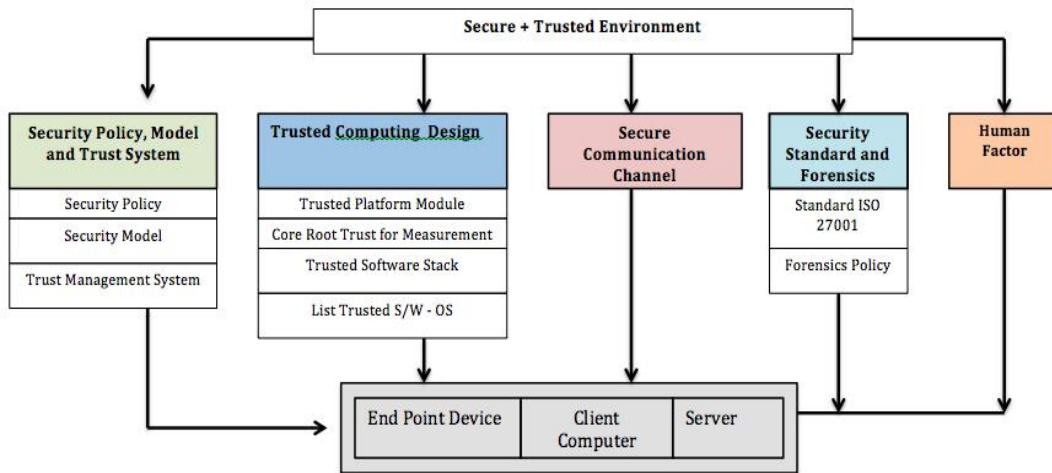 Secure + Trusted Environment
Security Policy, Model
and Trust System
Security Policy
Security Model
Trust Management System
Trusted Computing Design
Trusted Platform Module
Core Root Trust for Measurement
Trusted Software Stack
List Trusted S/W - OS
Secure
Communication
Channel
Security
Standard and
Forensics
Standard ISO
27001
Forensics Policy
Human
Factor
End Point Device
Client
Computer
Server